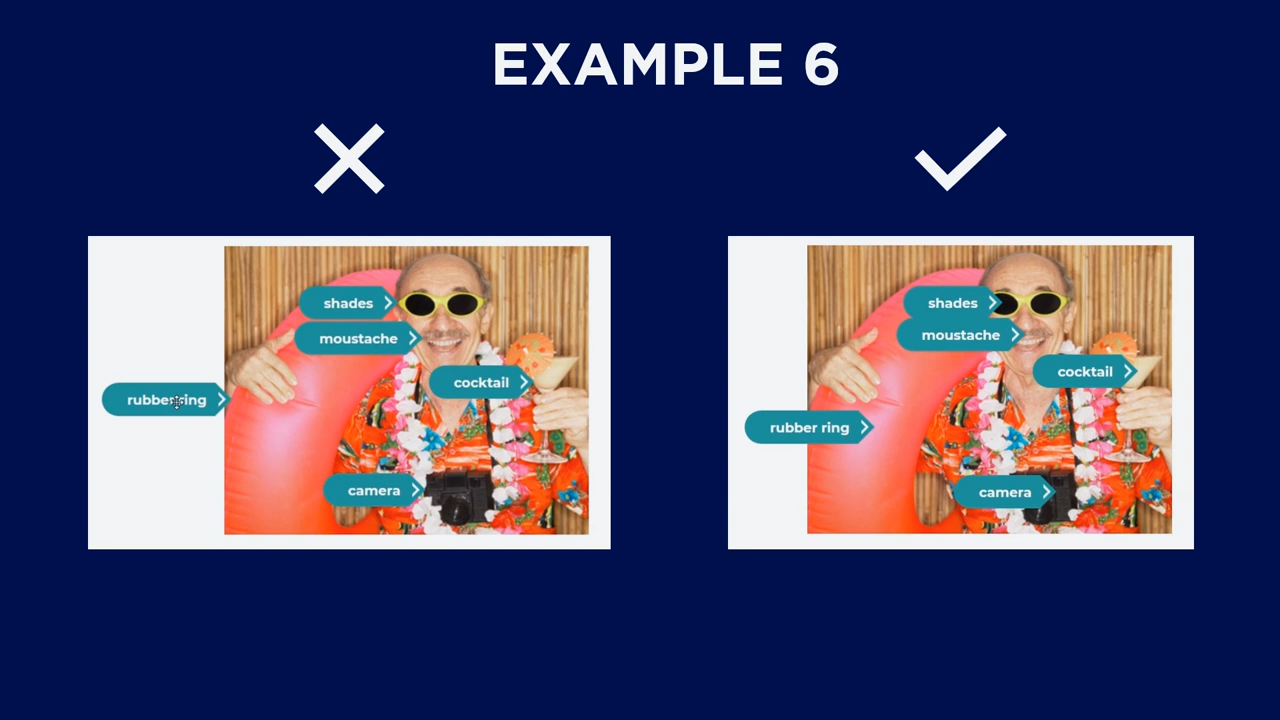 EXAMPLE 6
shades
moustache
cocktail
rubber ring
camera
shades
moustache
cocktail
rubber ring
camera